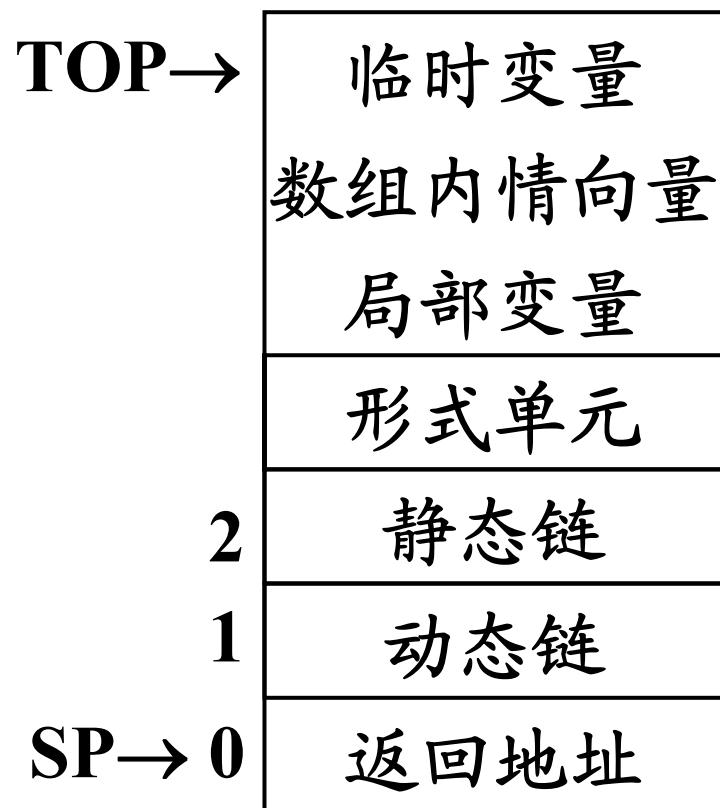 TOP→ 临时变量
数组内情向量
局部变量
形式单元
2 静态链
1 动态链
SP→ 0 返回地址